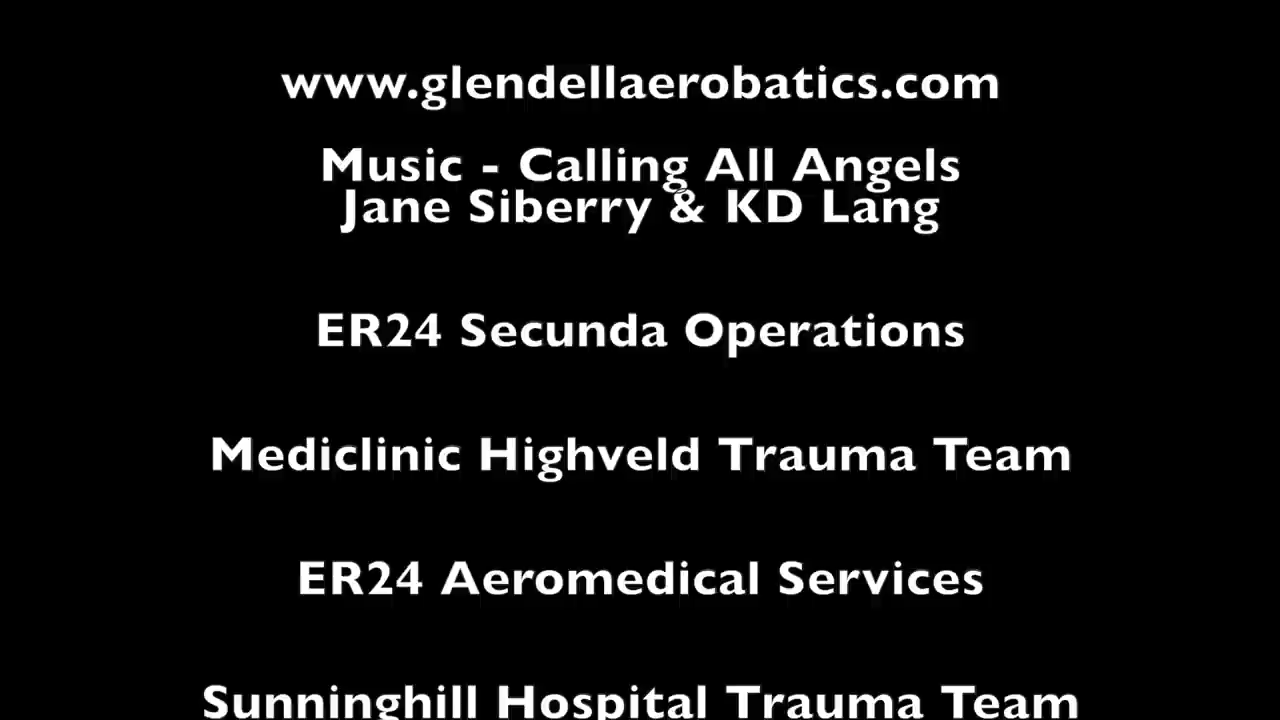 www.glendellaerobatics.com
Music - Calling All Angels
Jane Siberry & KD Lang
ER24 Secunda Operations
Mediclinic Highveld Trauma Team
ER24 Aeromedical Services
Sunninghill Hospital Trauma Team